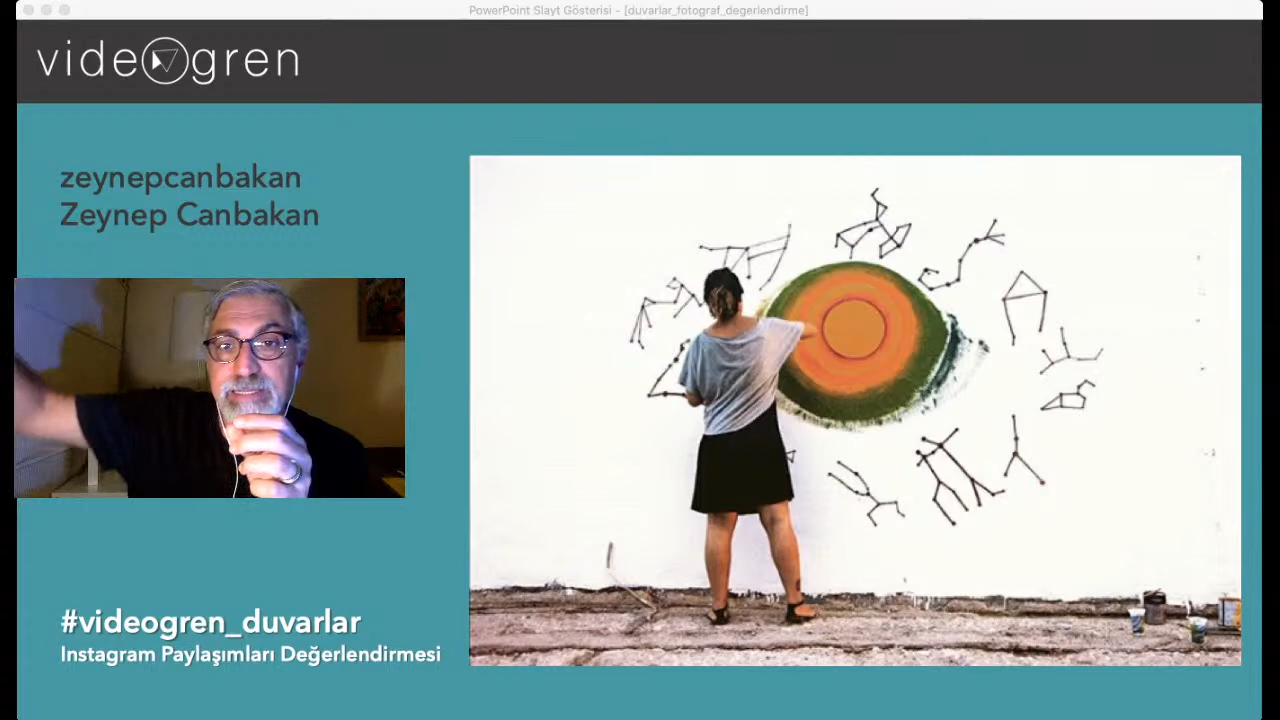 PowerPoint Slayt Gösterisi - [duvarlar_fotograf_degerlendirme]
videogren
zeynepcanbakan
Zeynep Canbakan
#videogren_duvarlar
Instagram Paylaşımları Değerlendirmesi